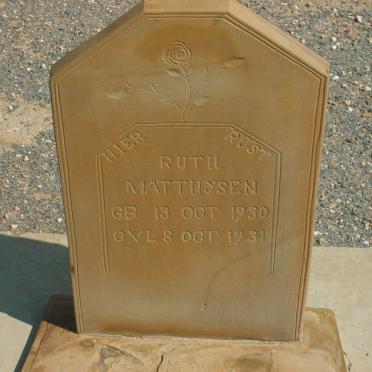 HIER RUST
RUTH
MATTHYSEN
GB 13 OCT 1930
OVL 8 OCT 1931